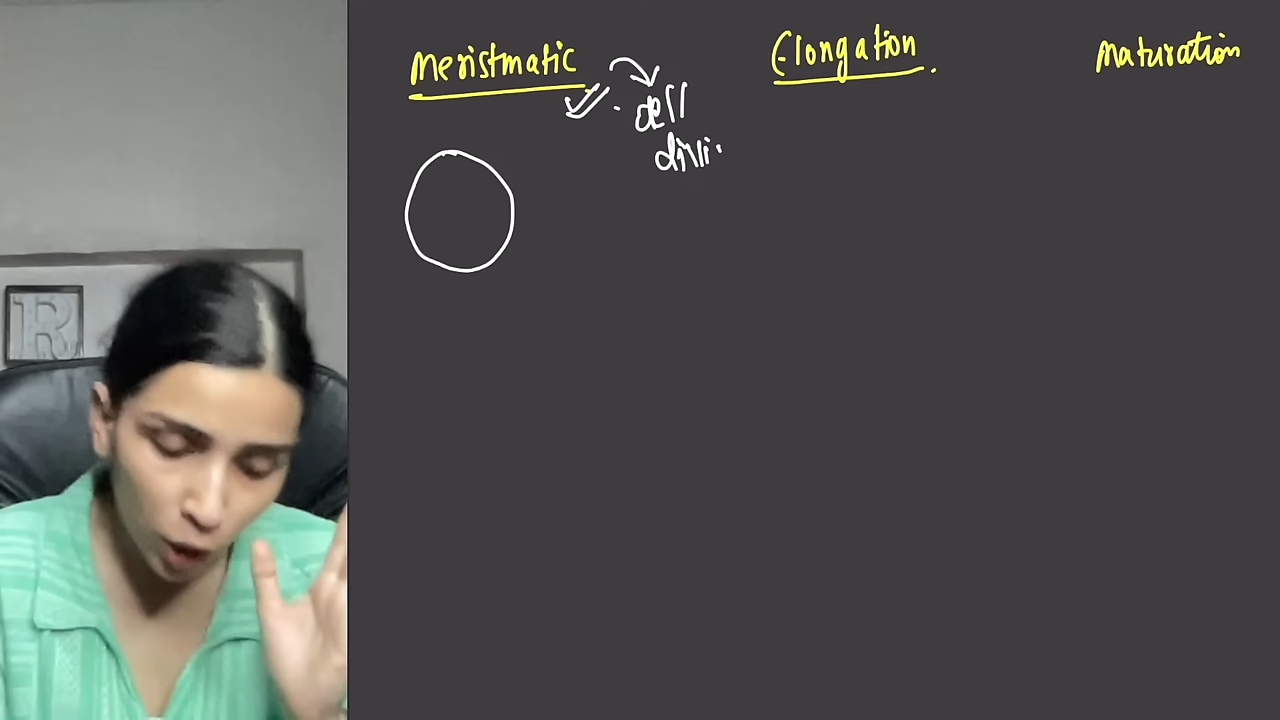 Meristmatic
Elongation.
Maturation
cell
divi.
R